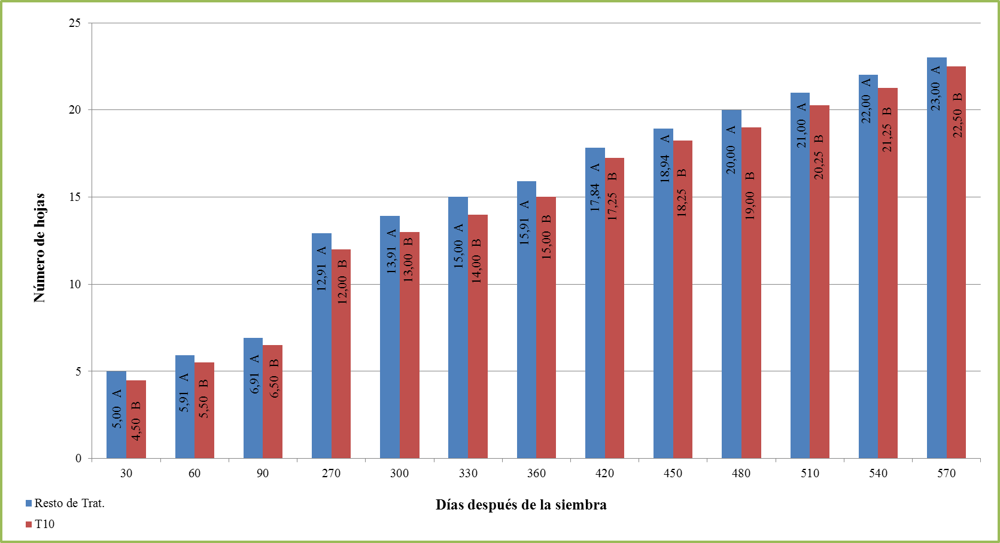 25
20
15
10
5
0
Número de hojas
5,00 A
4,50 B
5,91 A
5,50 B
6,91 A
6,50 B
12,91 A
12,00 B
13,91 A
13,00 B
15,00 A
14,00 B
15,91 A
15,00 B
17,84 A
17,25 B
18,94 A
18,25 B
20,00 A
19,00 B
21,00 A
20,25 B
22,00 A
21,25 B
23,00 A
22,50 B
30 60 90 270 300 330 360 420 450 480 510 540 570
Días después de la siembra
Resto de Trat.
T10